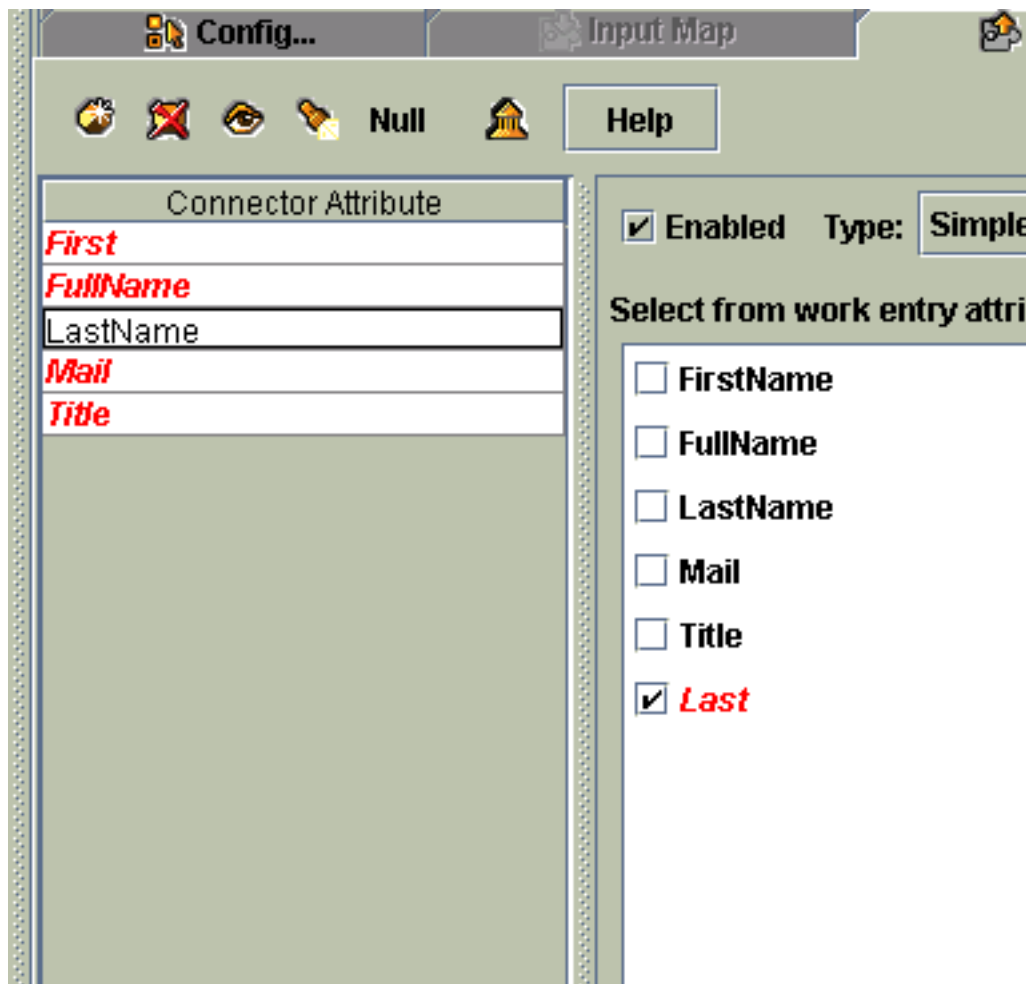 Config...
Input Map
Null
Help
Connector Attribute
First
FullName
LastName
Mail
Title
Enabled Type: Simple
Select from work entry attri
FirstName
FullName
LastName
Mail
Title
Last